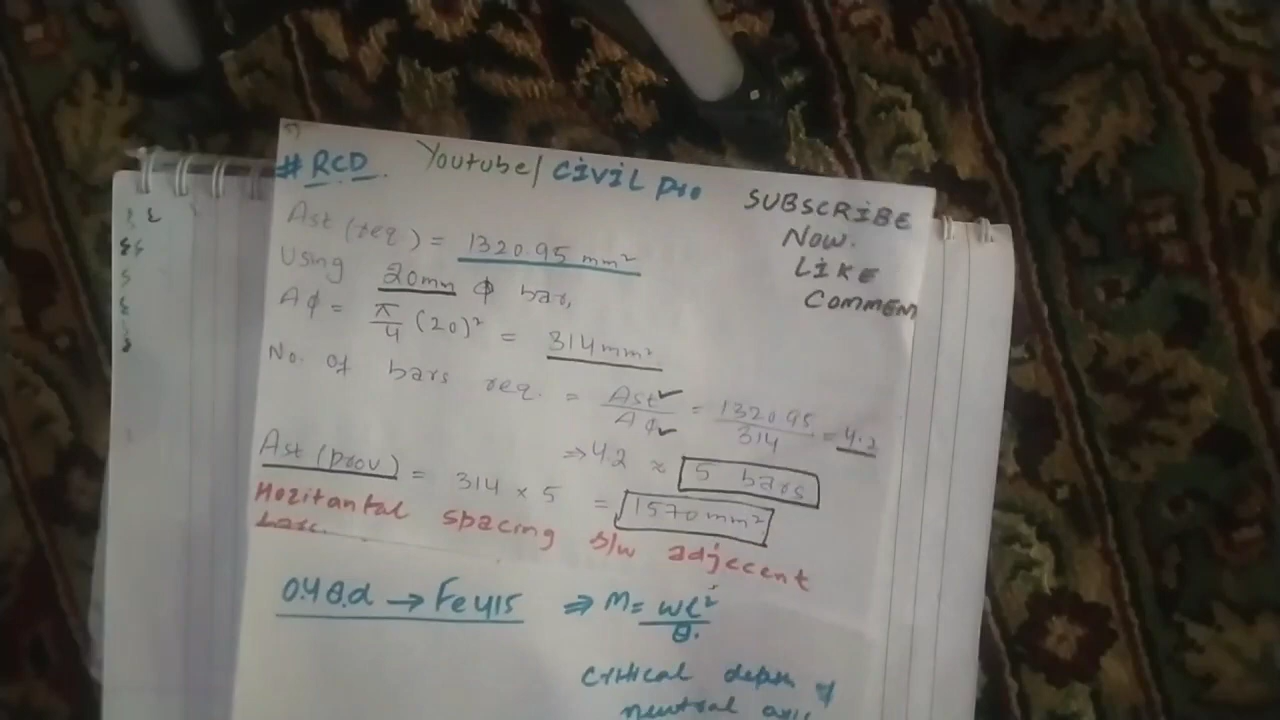 # RCD Youtube/ CiViL pro
SUBSCRiBE
NOW.
LiKE
COMMEN
Ast (req) = 1320.95 mm²
Using 20mm ϕ bars,
Aϕ = π/4 (20)² = 314mm²
No. of bars req. = Ast✓/Aϕ✓ = 1320.95/314 = 4.2
⇒ 4.2 ≈ 5 bars
Ast (prov) = 314 × 5 = 1570mm²
Hozitantal spacing b/w adjecent
0.48.d → Fe415 ⇒ M = wl²/8.
critical depth of
neutral axis